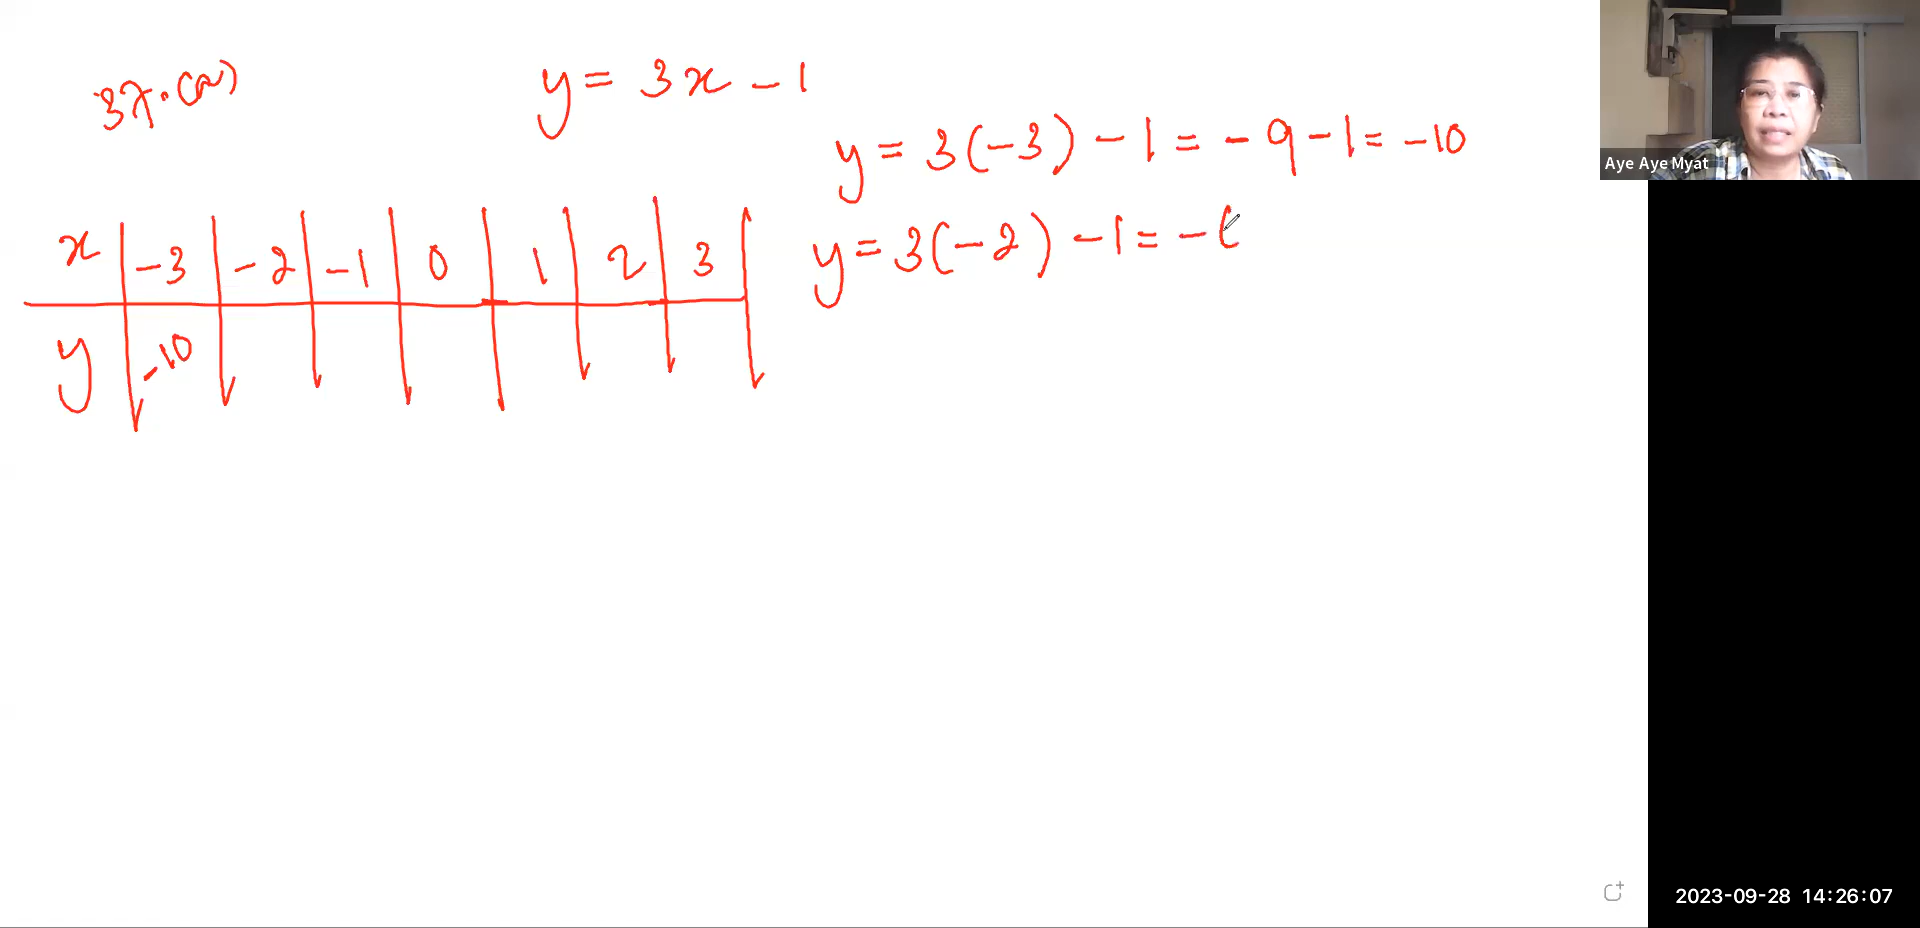 37. (a)
y = 3x - 1
y = 3(-3) - 1 = - 9 - 1 = -10
x -3 -2 -1 0 1 2 3
y = 3(-2) - 1 = -
y -10
Aye Aye Myat
2023-09-28 14:26:07